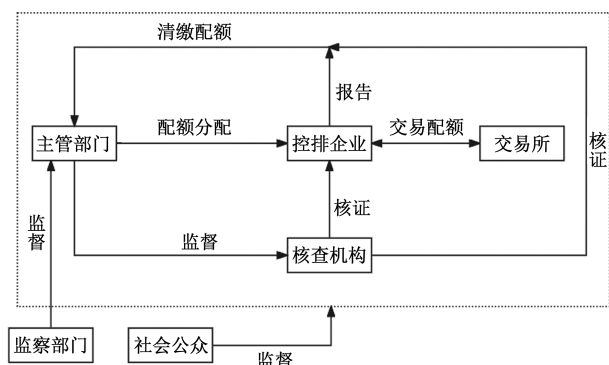 清缴配额
报告
主管部门
配额分配
控排企业
交易配额
交易所
核证
监督
核证
监督
核查机构
监察部门
社会公众
监督